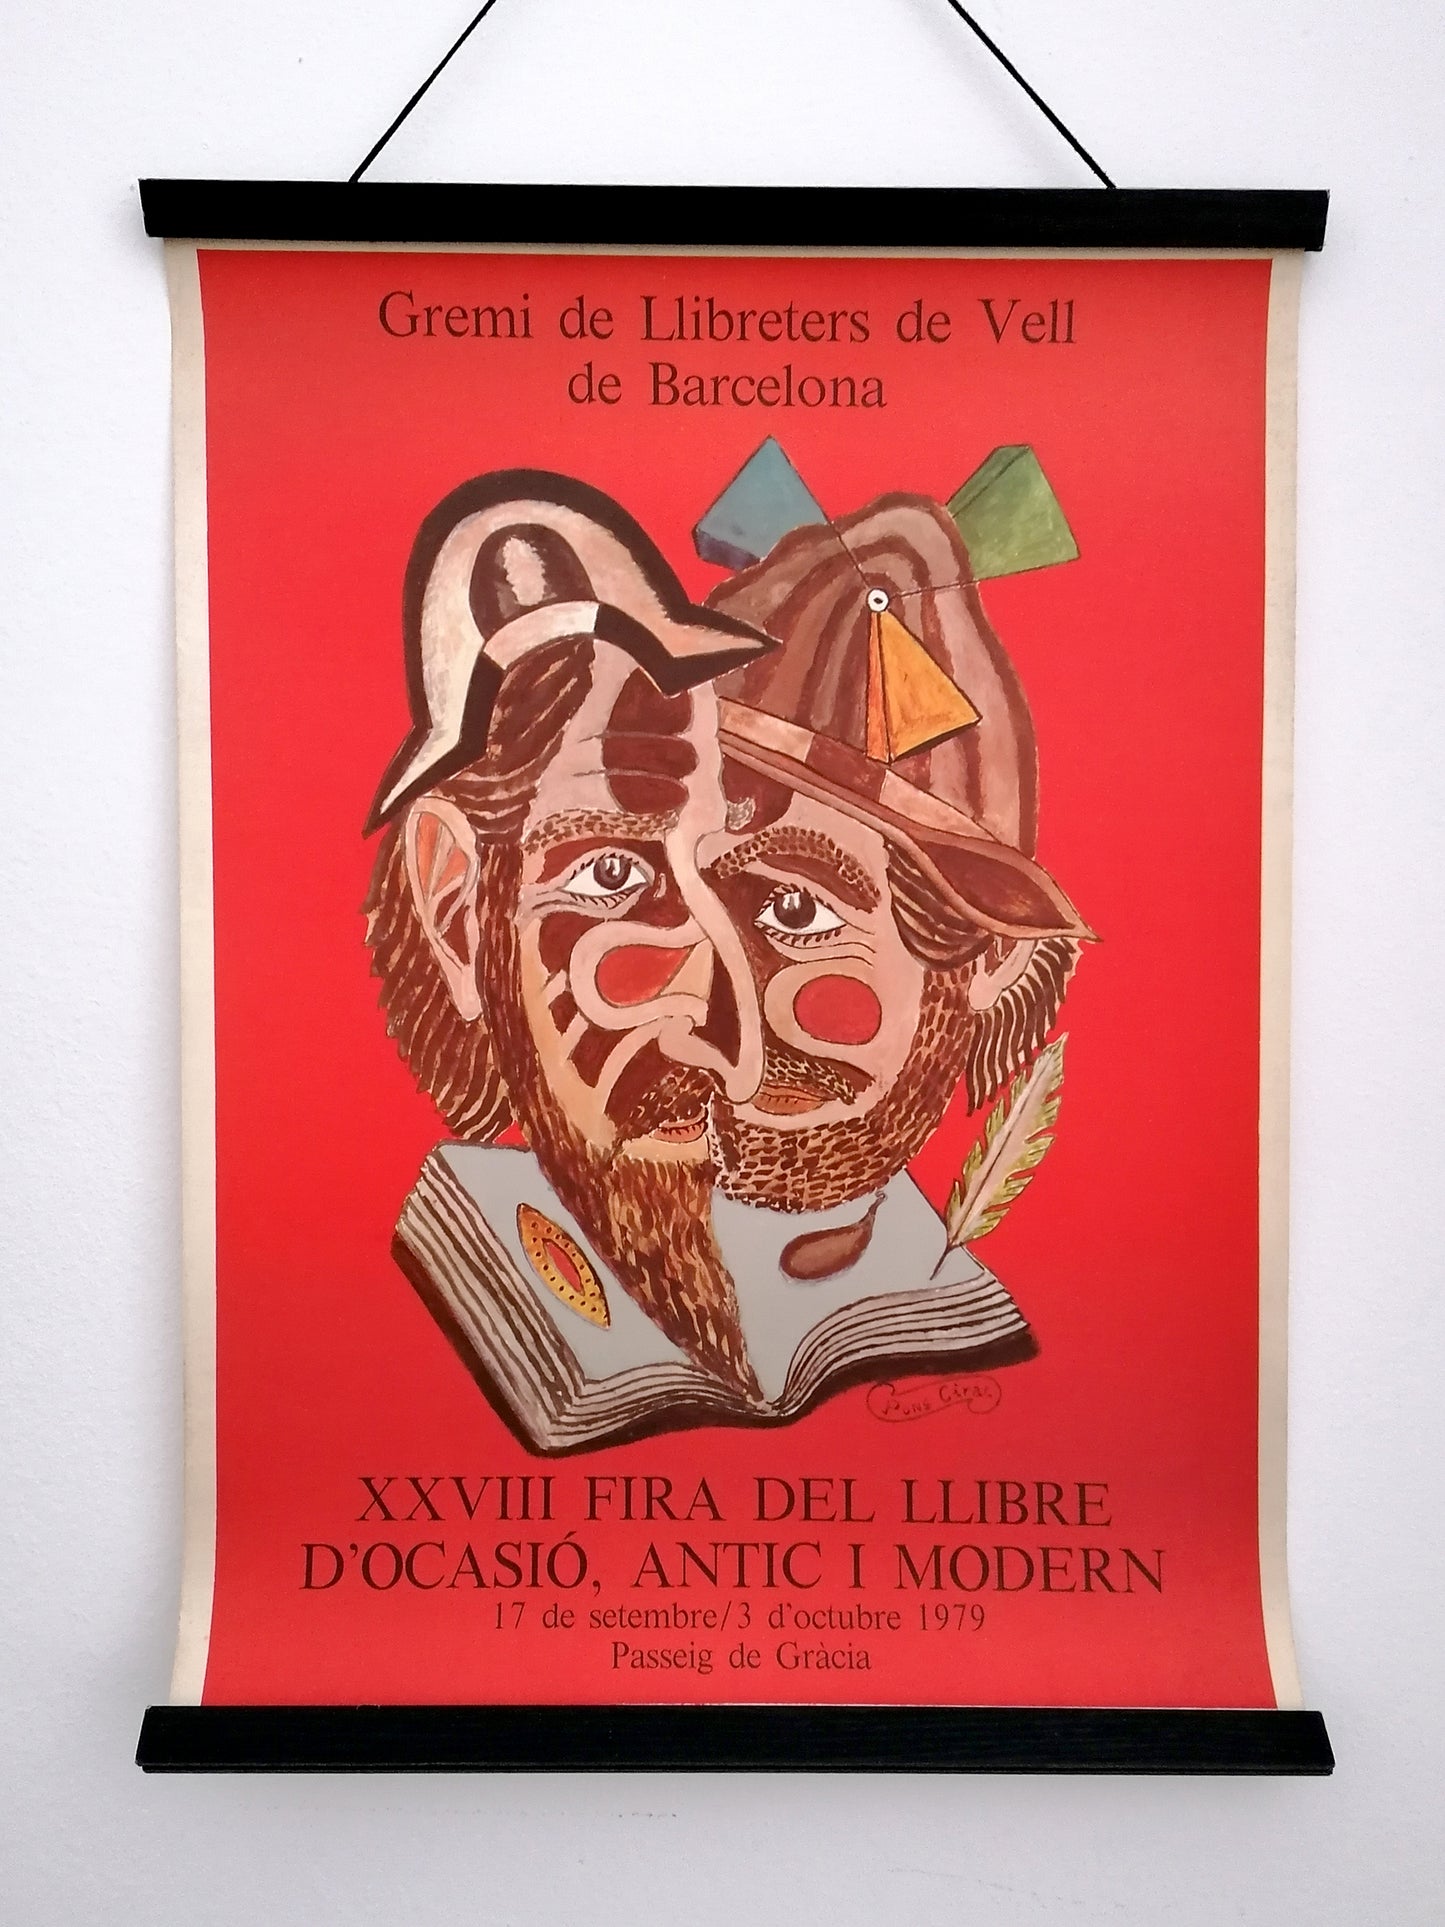 Gremi de Llibreters de Vell
de Barcelona
Pons Cirac
XXVIII FIRA DEL LLIBRE
D'OCASIÓ, ANTIC I MODERN
17 de setembre/3 d'octubre 1979
Passeig de Gràcia